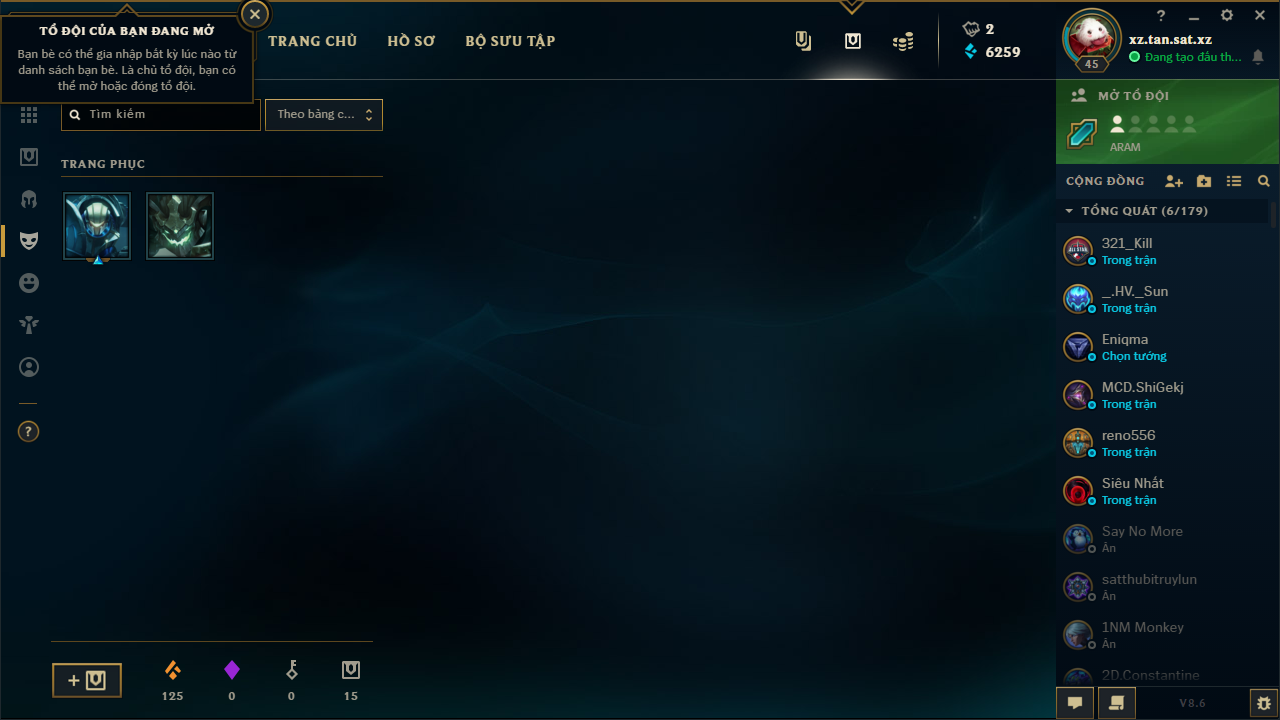 TỔ ĐỘI CỦA BẠN ĐANG MỞ
Bạn bè có thể gia nhập bất kỳ lúc nào từ
danh sách bạn bè. Là chủ tổ đội, bạn có
thể mở hoặc đóng tổ đội.
TRANG CHỦ
HỒ SƠ
BỘ SƯU TẬP
2
6259
?
xz.tan.sat.xz
Đang tạo đấu th...
45
Tìm kiếm
Theo bảng c...
TRANG PHỤC
?
125
0
0
15
MỞ TỔ ĐỘI
ARAM
CỘNG ĐỒNG
TỔNG QUÁT (6/179)
321_Kill
Trong trận
_.HV._Sun
Trong trận
Eniqma
Chọn tướng
MCD.ShiGekj
Trong trận
reno556
Trong trận
Siêu Nhất
Trong trận
Say No More
Ẩn
satthubitruylun
Ẩn
1NM Monkey
Ẩn
2D.Constantine
V8.6